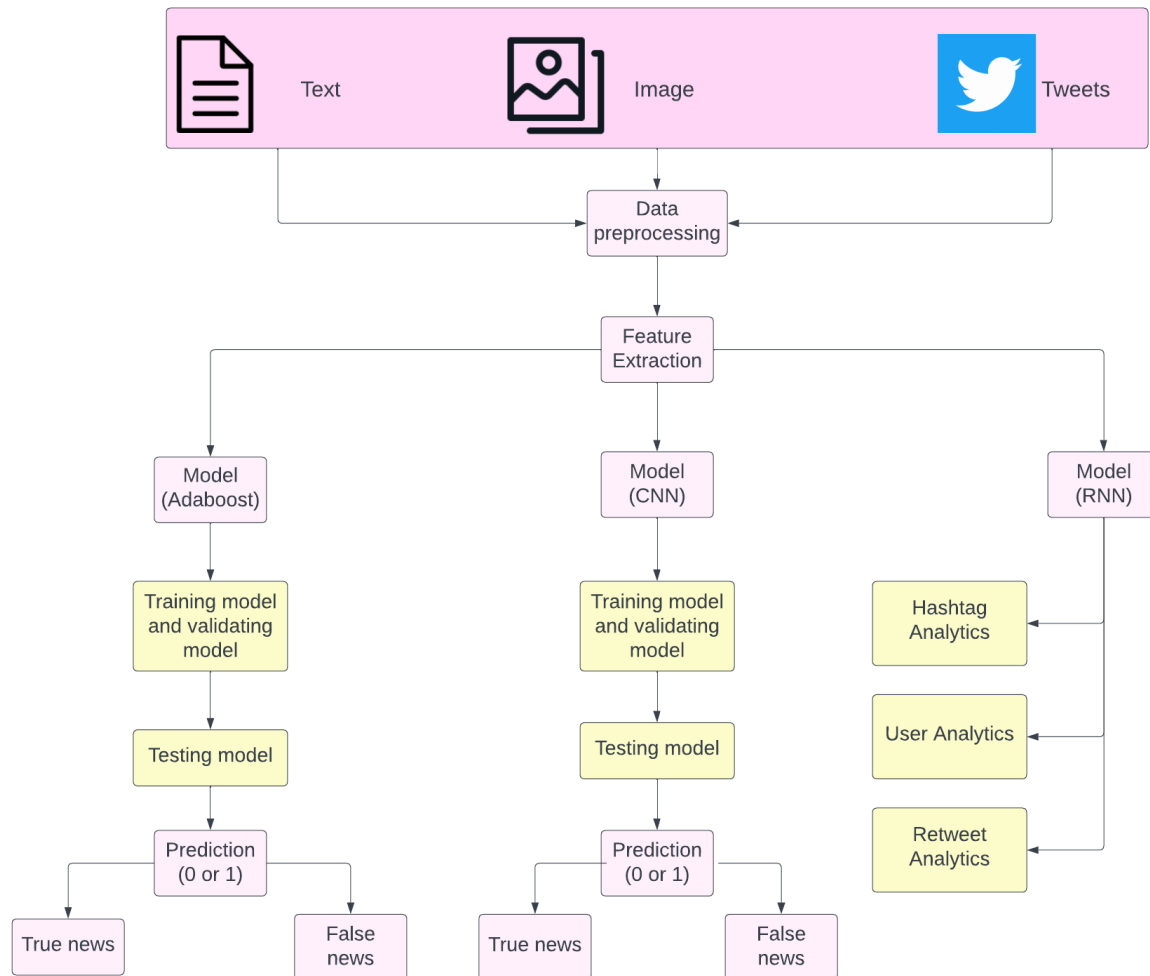 Text
Image
Tweets
Data
preprocessing
Feature
Extraction
Model
(Adaboost)
Model
(CNN)
Model
(RNN)
Training model
and validating
model
Training model
and validating
model
Hashtag
Analytics
User Analytics
Testing model
Testing model
Retweet
Analytics
Prediction
(0 or 1)
Prediction
(0 or 1)
True news
False
news
True news
False
news